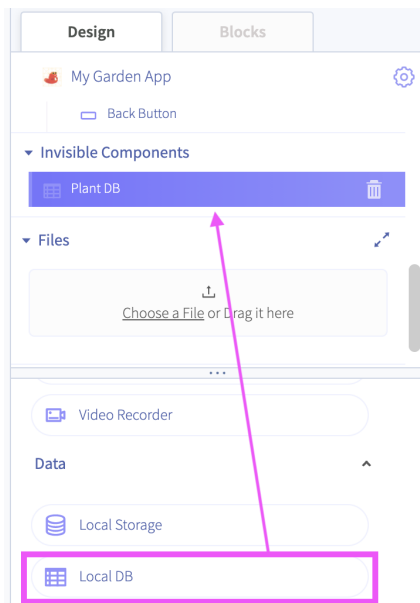 Design Blocks
My Garden App
Back Button
Invisible Components
Plant DB
Files
Choose a File or Drag it here
Video Recorder
Data
Local Storage
Local DB